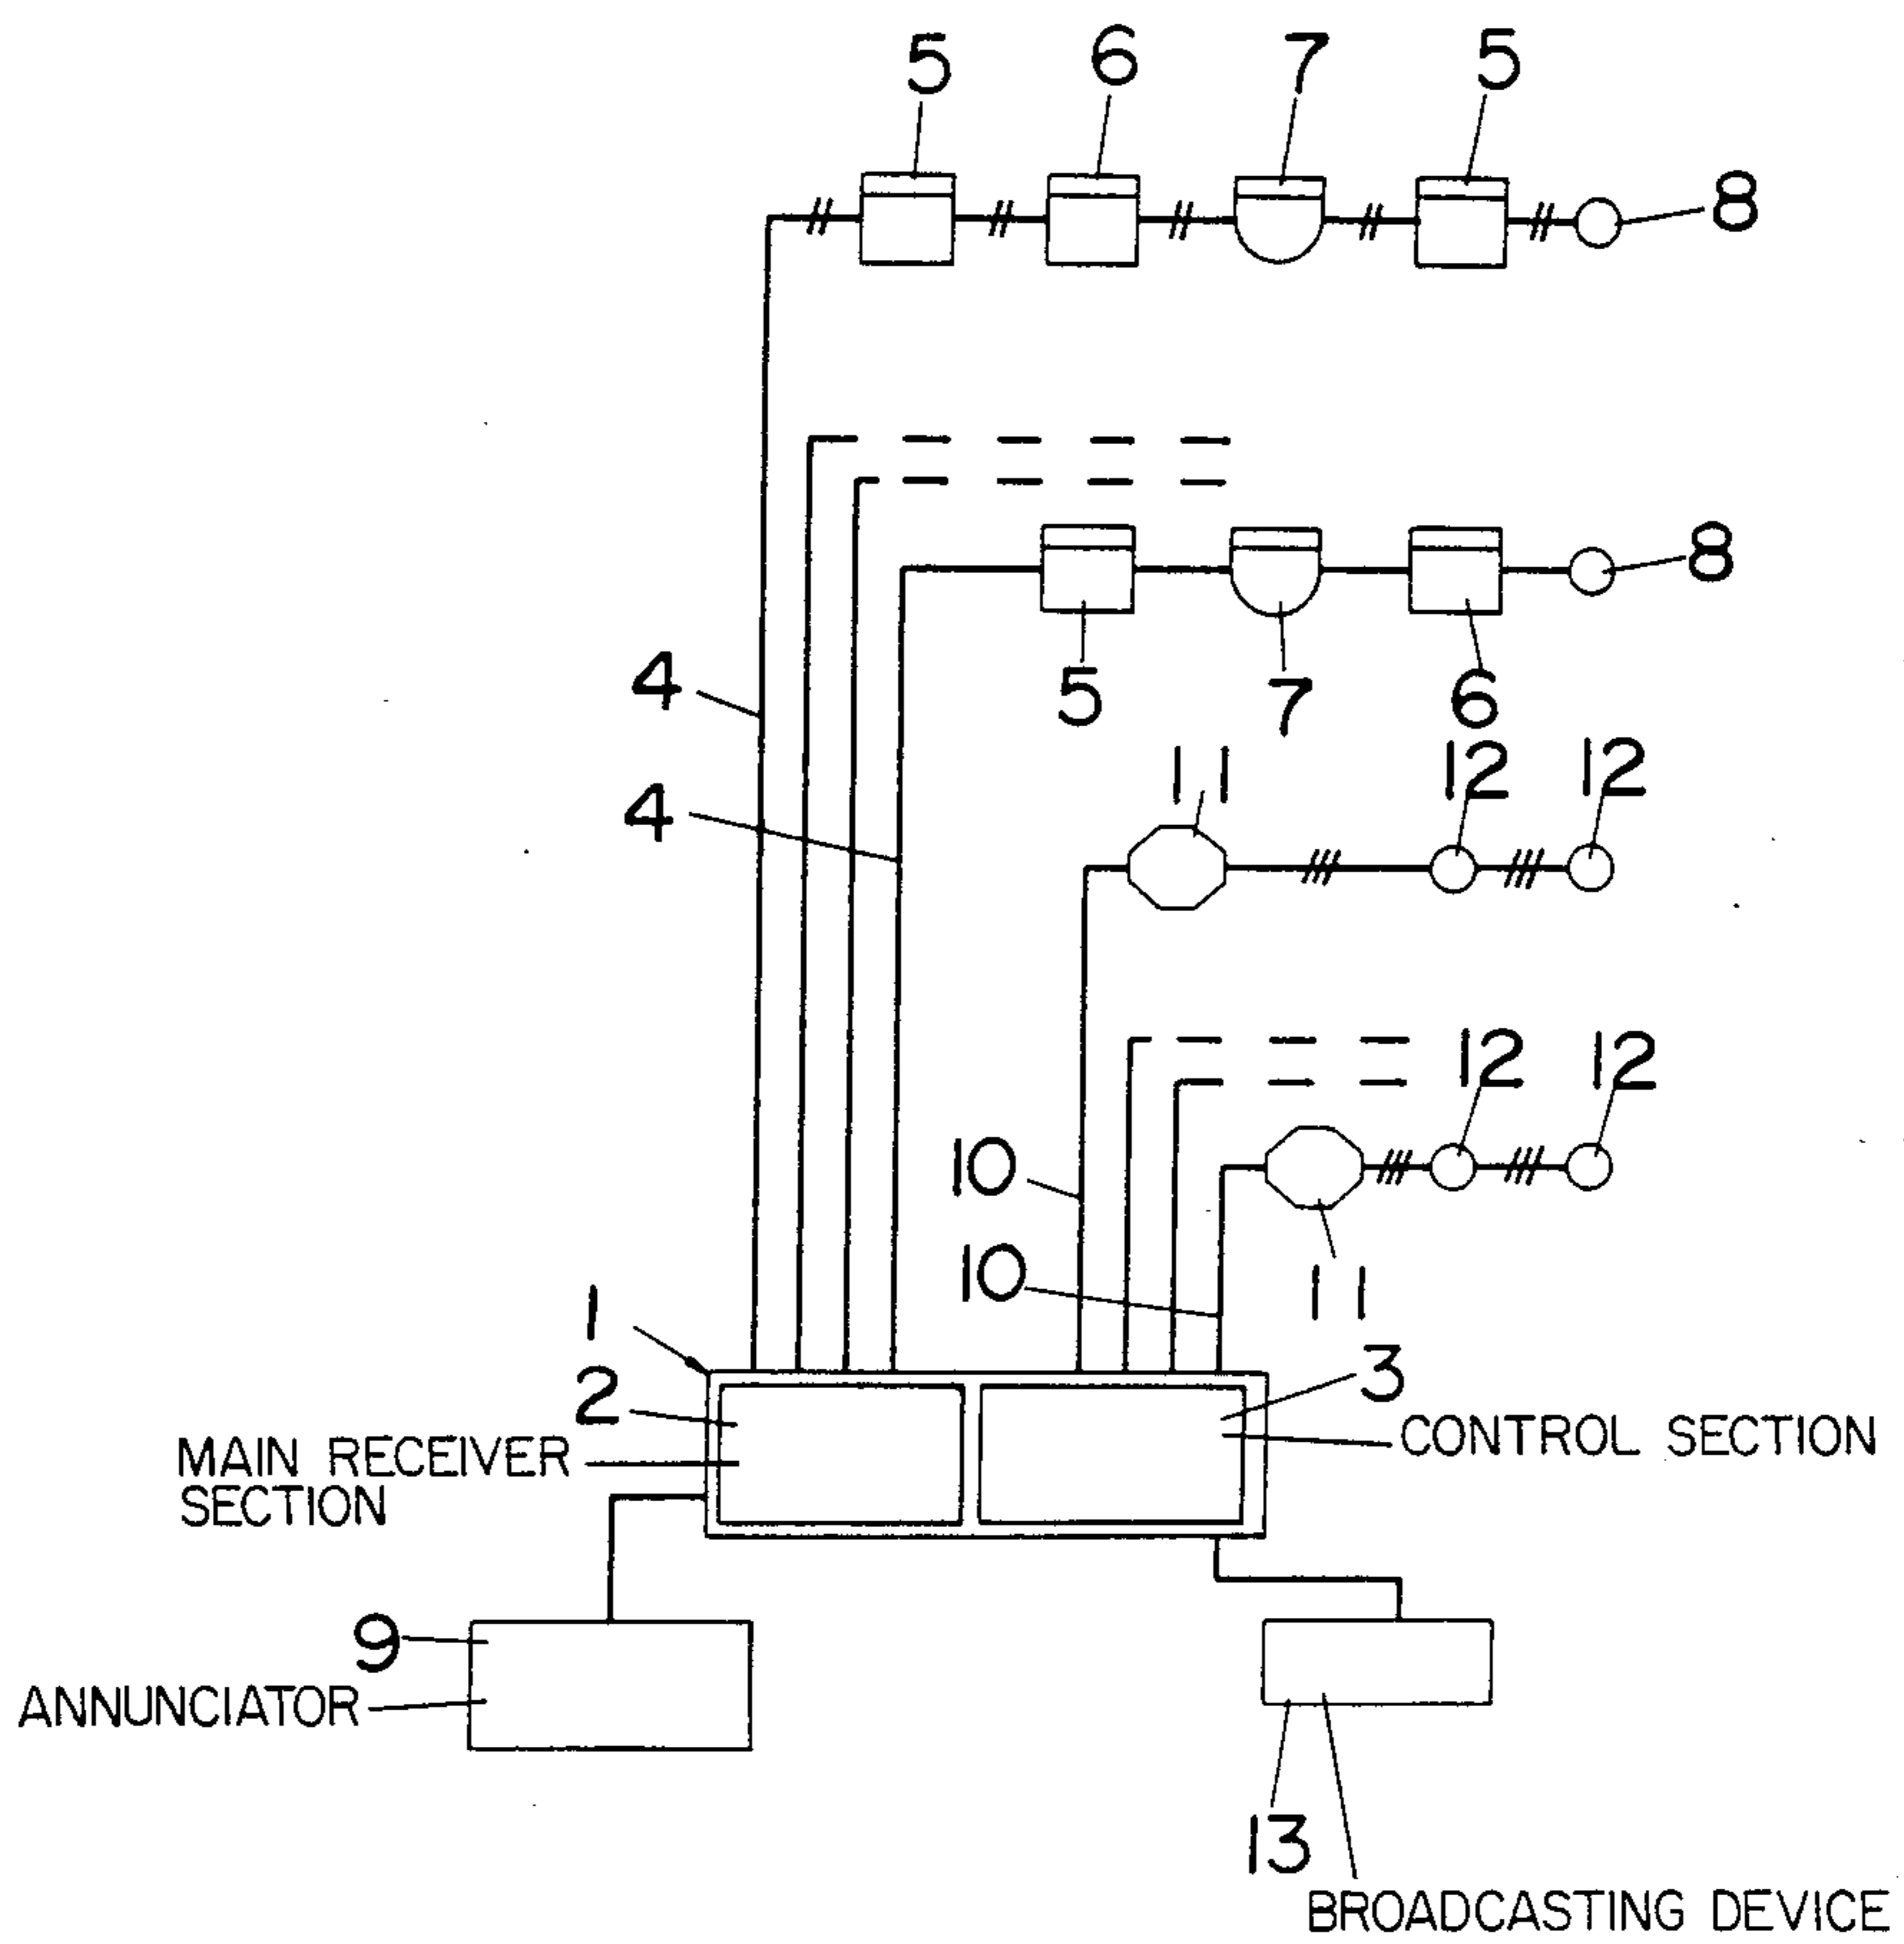 5 6 7 5
8
8
4
5 7 6
11 12 12
4
12 12
10
10
11
1
3
2
CONTROL SECTION
MAIN RECEIVER
SECTION
9
ANNUNCIATOR
13
BROADCASTING DEVICE